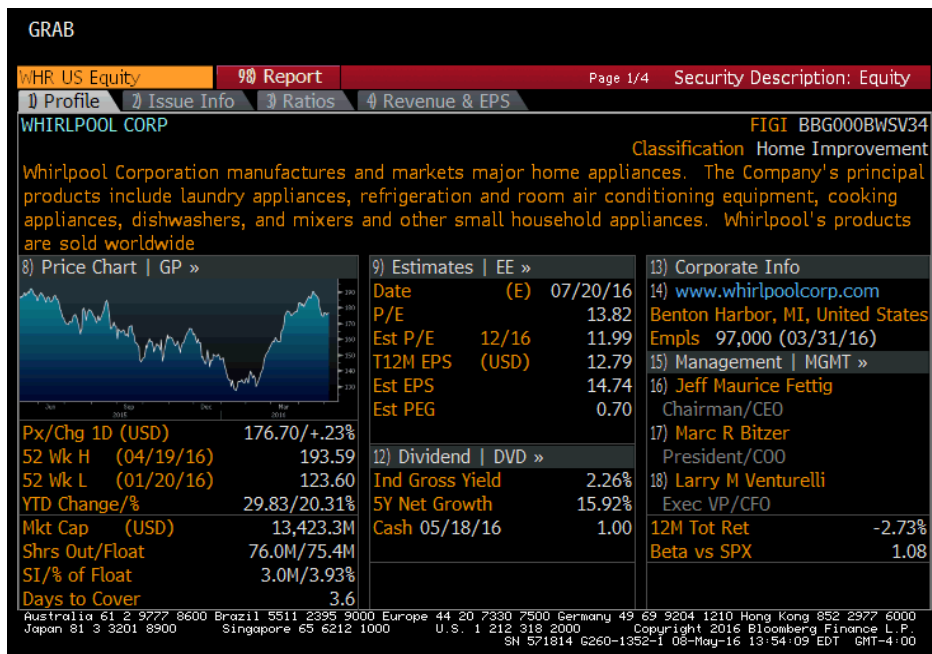 GRAB
WHR US Equity 98) Report Page 1/4 Security Description: Equity
1) Profile 2) Issue Info 3) Ratios 4) Revenue & EPS
WHIRLPOOL CORP FIGI BBG000BWSV34
Classification Home Improvement
Whirlpool Corporation manufactures and markets major home appliances. The Company's principal
products include laundry appliances, refrigeration and room air conditioning equipment, cooking
appliances, dishwashers, and mixers and other small household appliances. Whirlpool's products
are sold worldwide
8) Price Chart | GP »
190
170
150
140
130
Jun Sep Dec Mar
2015 2016
Px/Chg 1D (USD) 176.70/+.23%
52 Wk H (04/19/16) 193.59
52 Wk L (01/20/16) 123.60
YTD Change/% 29.83/20.31%
Mkt Cap (USD) 13,423.3M
Shrs Out/Float 76.0M/75.4M
SI/% of Float 3.0M/3.93%
Days to Cover 3.6
9) Estimates | EE »
Date (E) 07/20/16
P/E 13.82
Est P/E 12/16 11.99
T12M EPS (USD) 12.79
Est EPS 14.74
Est PEG 0.70
12) Dividend | DVD »
Ind Gross Yield 2.26%
5Y Net Growth 15.92%
Cash 05/18/16 1.00
13) Corporate Info
14) www.whirlpoolcorp.com
Benton Harbor, MI, United States
Empls 97,000 (03/31/16)
15) Management | MGMT »
16) Jeff Maurice Fettig
Chairman/CEO
17) Marc R Bitzer
President/COO
18) Larry M Venturelli
Exec VP/CFO
12M Tot Ret -2.73%
Beta vs SPX 1.08
Australia 61 2 9777 8600 Brazil 5511 2395 9000 Europe 44 20 7330 7500 Germany 49 69 9204 1210 Hong Kong 852 2977 6000
Japan 81 3 3201 8900 Singapore 65 6212 1000 U.S. 1 212 318 2000 Copyright 2016 Bloomberg Finance L.P.
SN 571814 G260-1352-1 08-May-16 13:54:09 EDT GMT-4:00